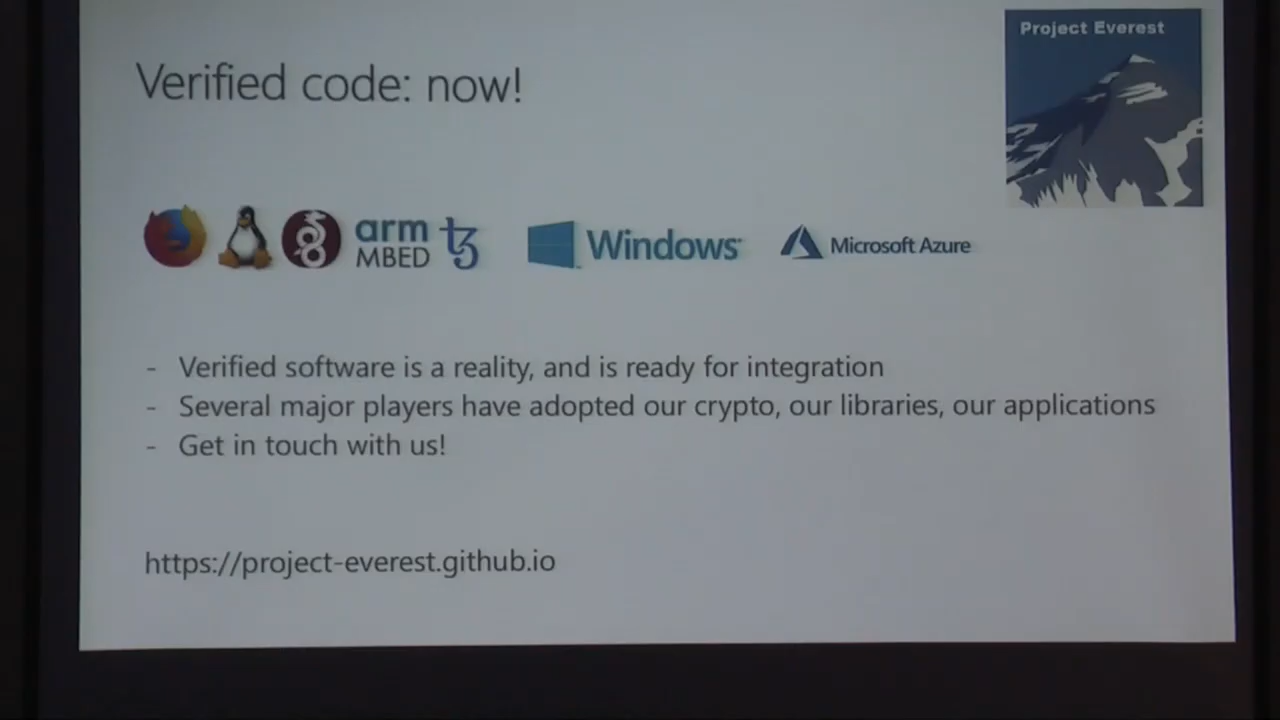 Project Everest
Verified code: now!
arm
MBED
Windows
Microsoft Azure
- Verified software is a reality, and is ready for integration
- Several major players have adopted our crypto, our libraries, our applications
- Get in touch with us!
https://project-everest.github.io